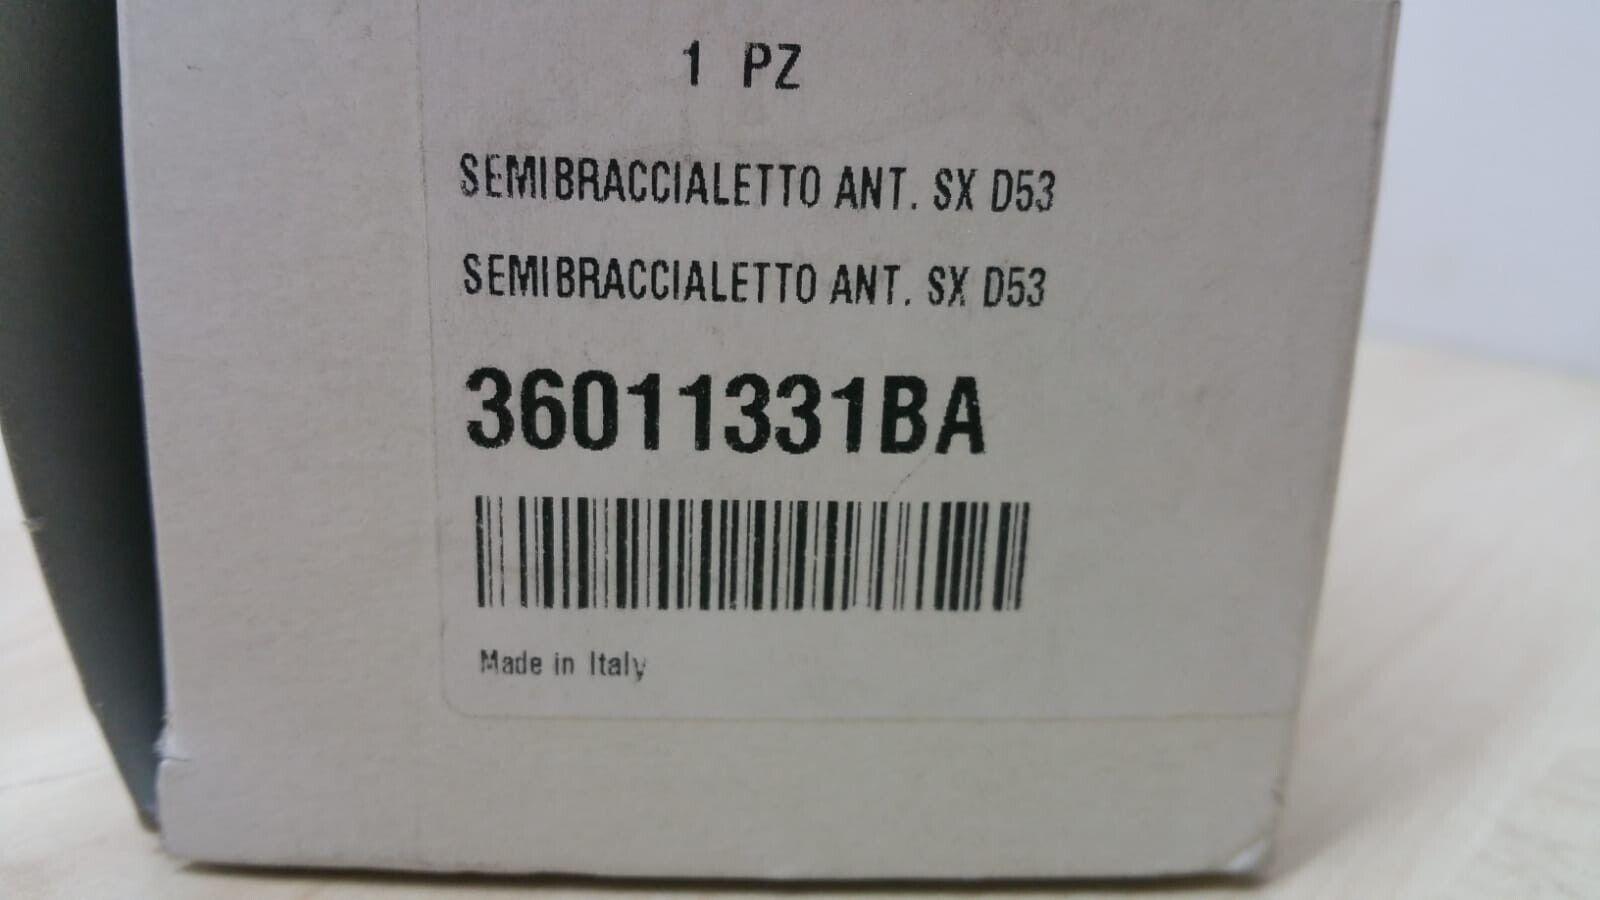 1 PZ
SEMIBRACCIALETTO ANT. SX D53
SEMIBRACCIALETTO ANT. SX D53
36011331BA
Made in Italy